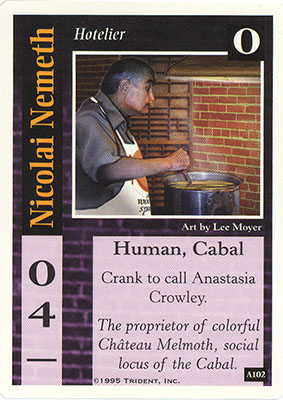 Nicolai Nemeth
Hotelier
0
Art by Lee Moyer
0
4
—
Human, Cabal
Crank to call Anastasia
Crowley.
The proprietor of colorful
Château Melmoth, social
locus of the Cabal.
A102
©1995 TRIDENT, INC.